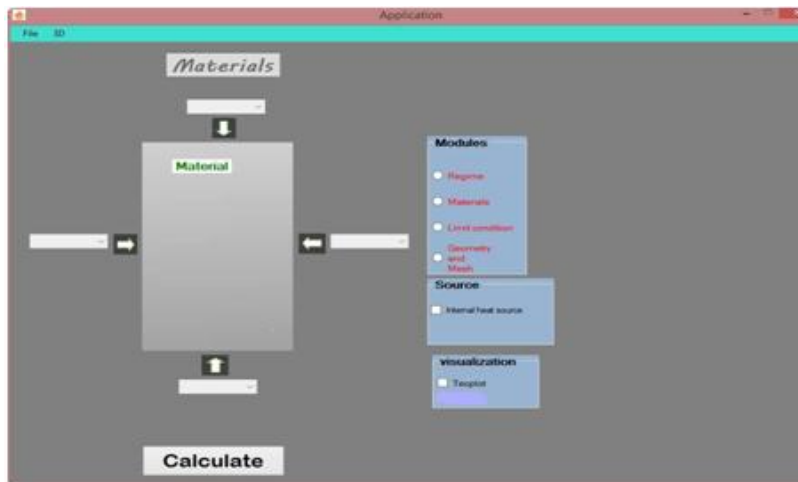 Application
File 3D
Materials
Material
Modules
Regime
Materials
Limit condition
Geometry
and
Mesh
Source
Internal heat source
visualization
Tecplot
Calculate